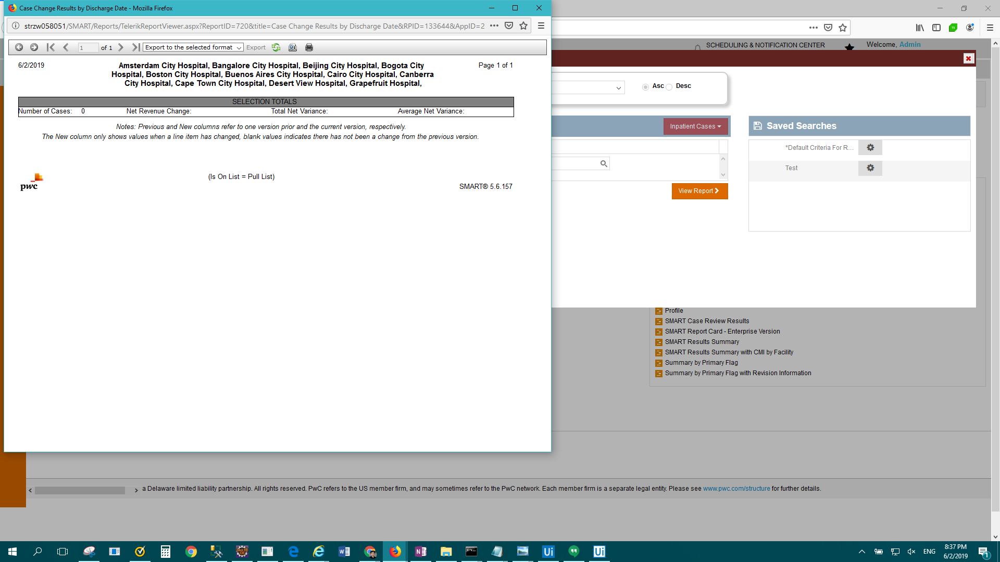 Case Change Results by Discharge Date - Mozilla Firefox
strzw058051/SMART/Reports/TelerikReportViewer.aspx?ReportID=720&title=Case Change Results by Discharge Date&RPID=133644&AppID=2
1 of 1 Export to the selected format Export
6/2/2019
Page 1 of 1
Amsterdam City Hospital, Bangalore City Hospital, Beijing City Hospital, Bogota City
Hospital, Boston City Hospital, Buenos Aires City Hospital, Cairo City Hospital, Canberra
City Hospital, Cape Town City Hospital, Desert View Hospital, Grapefruit Hospital,
SELECTION TOTALS
Number of Cases: 0 Net Revenue Change: Total Net Variance: Average Net Variance:
Notes: Previous and New columns refer to one version prior and the current version, respectively.
The New column only shows values when a line item has changed, blank values indicates there has not been a change from the previous version.
(Is On List = Pull List)
pwc
SMART® 5.6.157
SCHEDULING & NOTIFICATION CENTER
Welcome, Admin
Asc Desc
Inpatient Cases
Saved Searches
*Default Criteria For R...
Test
View Report
Profile
SMART Case Review Results
SMART Report Card - Enterprise Version
SMART Results Summary
SMART Results Summary with CMI by Facility
Summary by Primary Flag
Summary by Primary Flag with Revision Information
a Delaware limited liability partnership. All rights reserved. PwC refers to the US member firm, and may sometimes refer to the PwC network. Each member firm is a separate legal entity. Please see www.pwc.com/structure for further details.
ENG
8:37 PM
6/2/2019
1